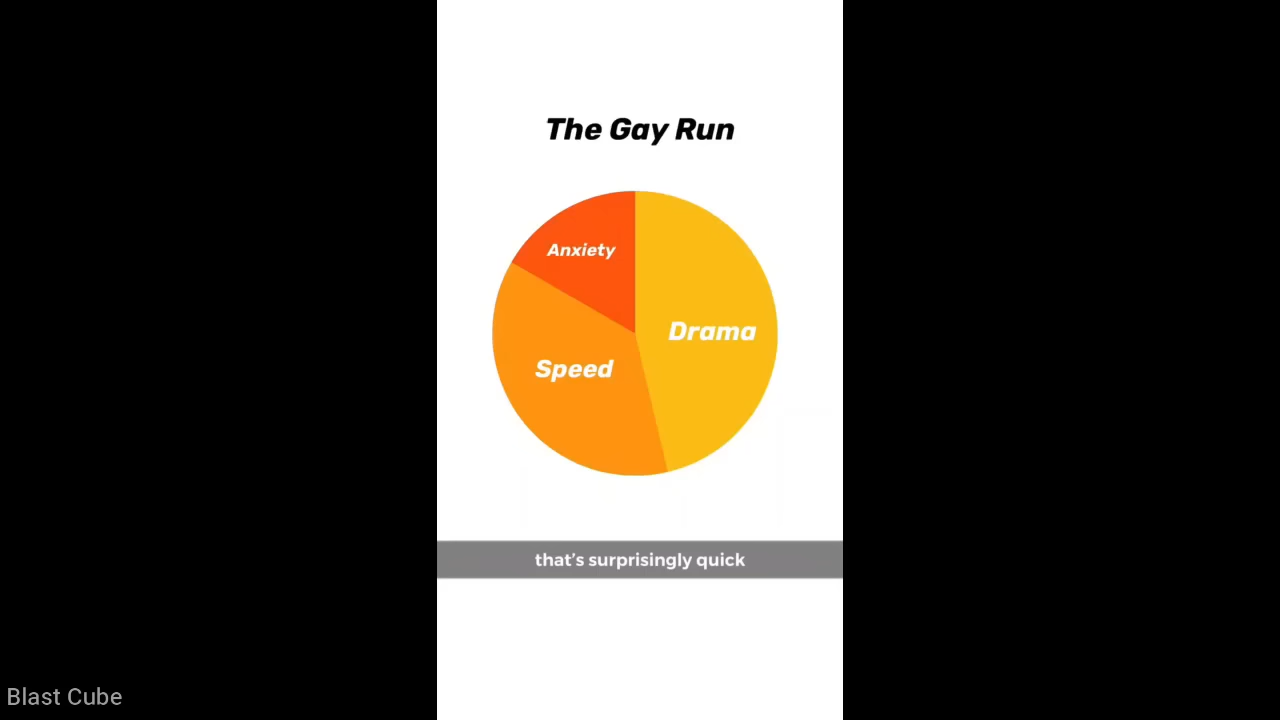 The Gay Run
Anxiety
Drama
Speed
that's surprisingly quick
Blast Cube